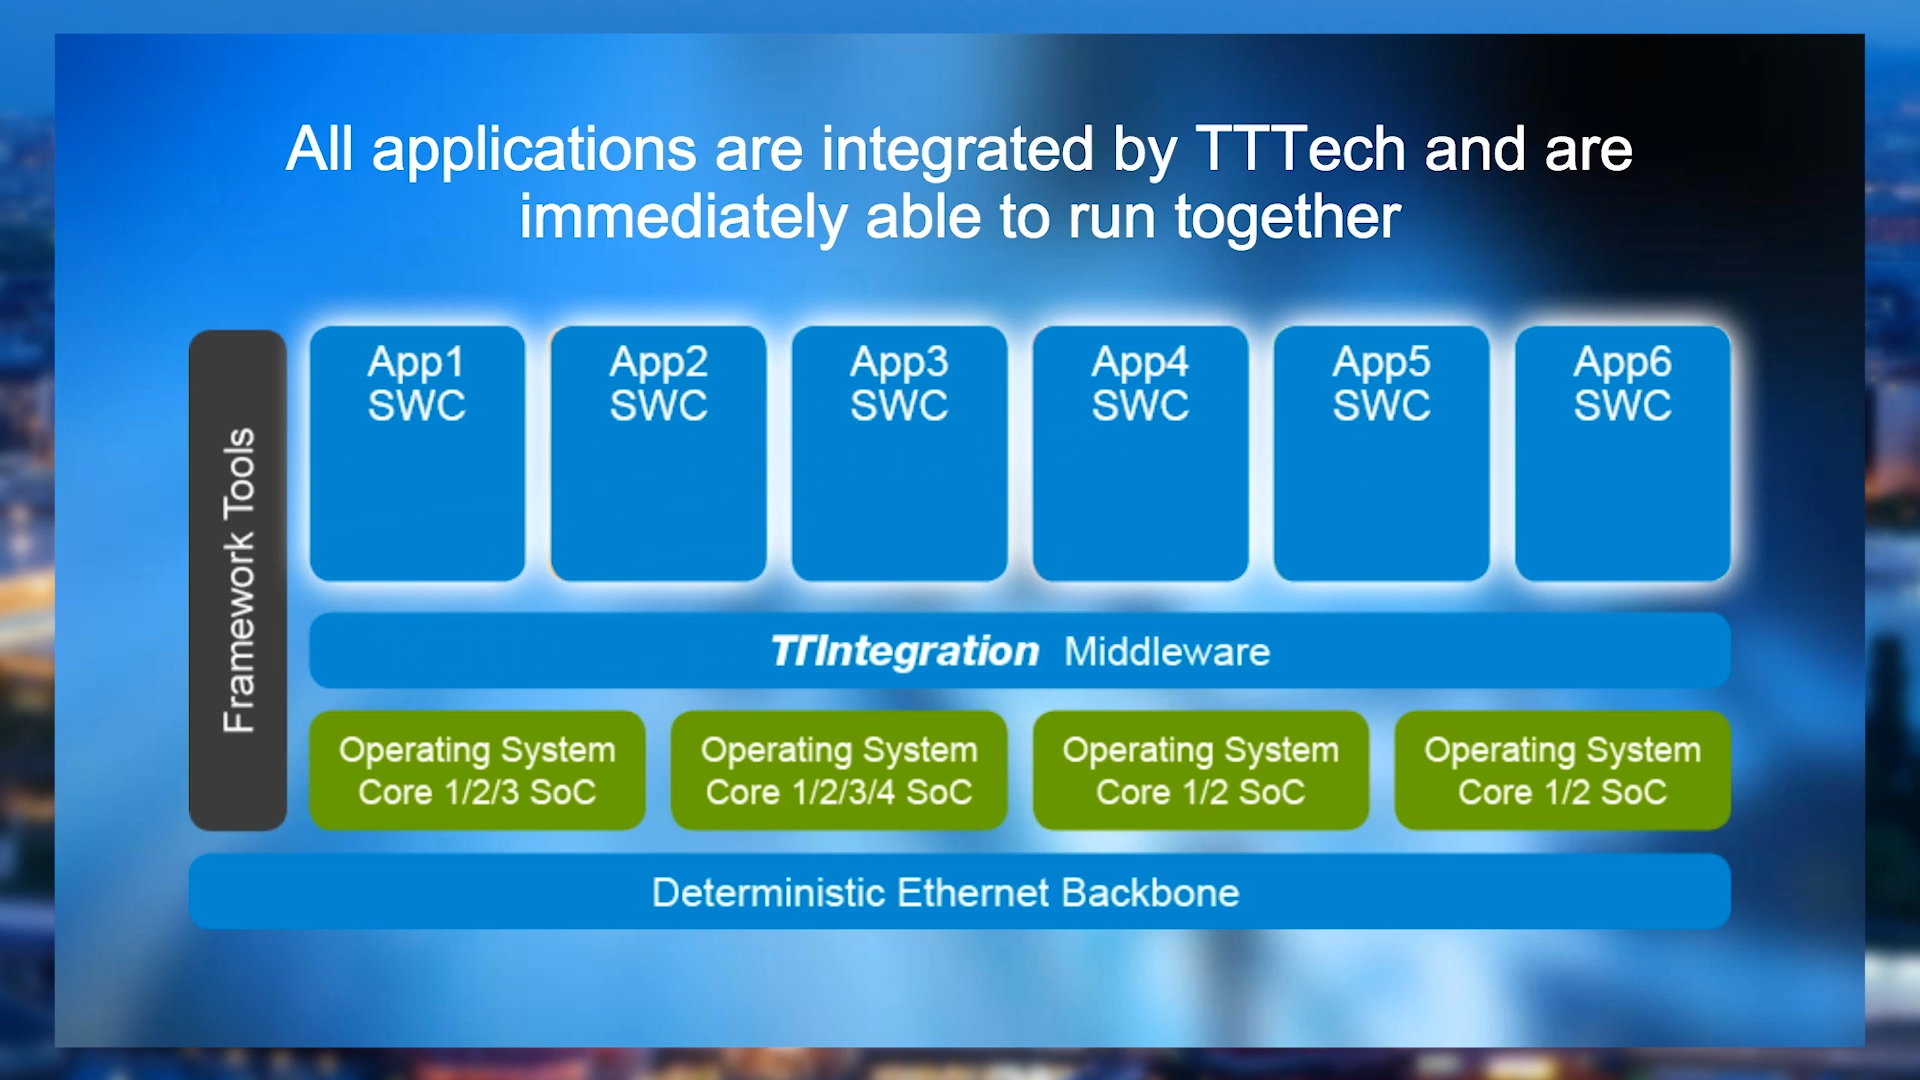 All applications are integrated by TTTech and are
immediately able to run together
Framework Tools
App1
SWC
App2
SWC
App3
SWC
App4
SWC
App5
SWC
App6
SWC
TTIntegration Middleware
Operating System
Core 1/2/3 SoC
Operating System
Core 1/2/3/4 SoC
Operating System
Core 1/2 SoC
Operating System
Core 1/2 SoC
Deterministic Ethernet Backbone